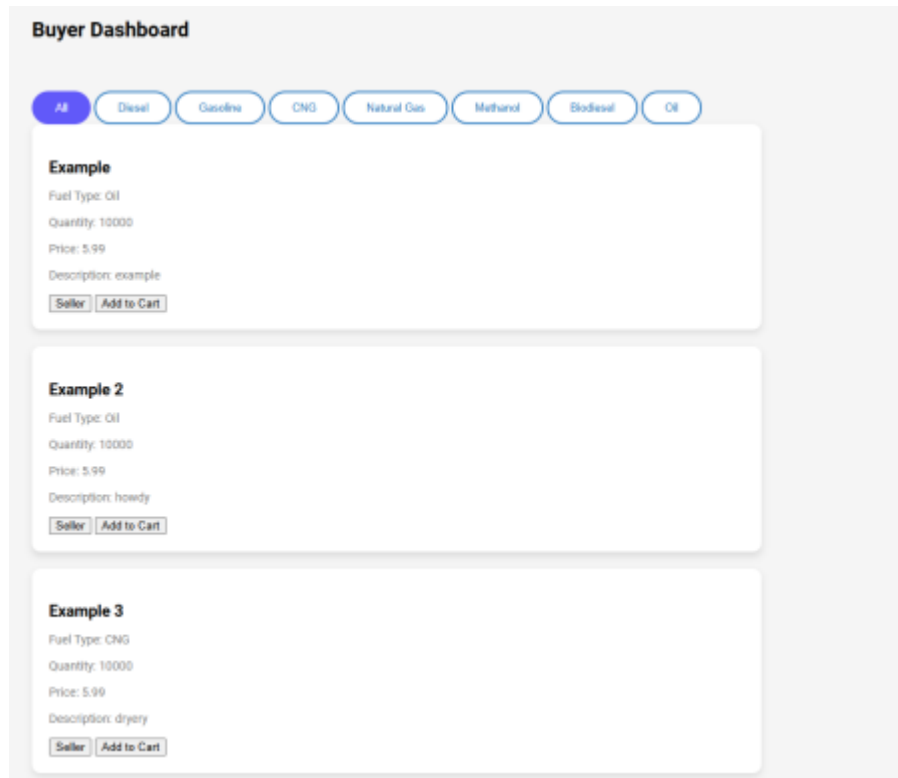 Buyer Dashboard
All Diesel Gasoline CNG Natural Gas Methanol Biodiesel Oil
Example
Fuel Type: Oil
Quantity: 10000
Price: 5.99
Description: example
Seller Add to Cart
Example 2
Fuel Type: Oil
Quantity: 10000
Price: 5.99
Description: howdy
Seller Add to Cart
Example 3
Fuel Type: CNG
Quantity: 10000
Price: 5.99
Description: dryery
Seller Add to Cart